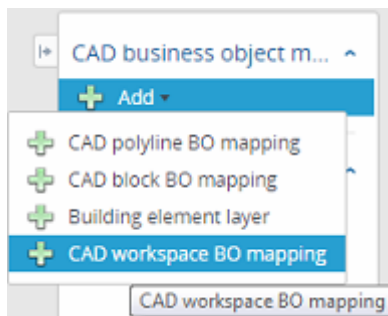 CAD business object m...
Add
CAD polyline BO mapping
CAD block BO mapping
Building element layer
CAD workspace BO mapping
CAD workspace BO mapping